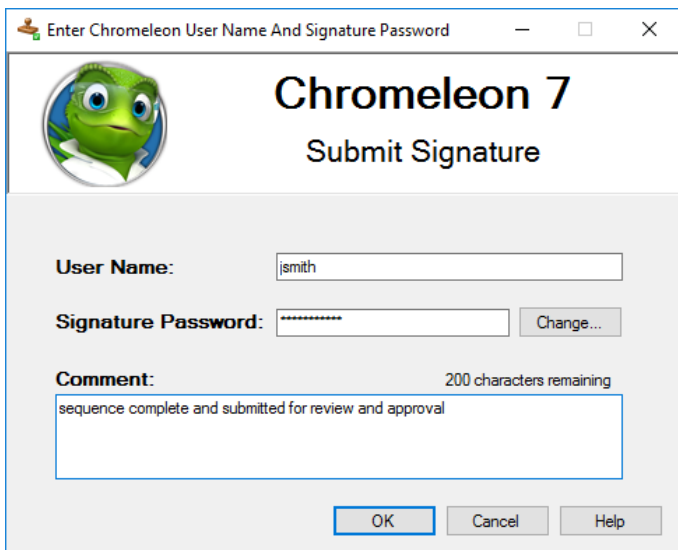 Enter Chromeleon User Name And Signature Password
Chromeleon 7
Submit Signature
User Name:
jsmith
Signature Password:
***********
Change...
Comment:
200 characters remaining
sequence complete and submitted for review and approval
OK
Cancel
Help